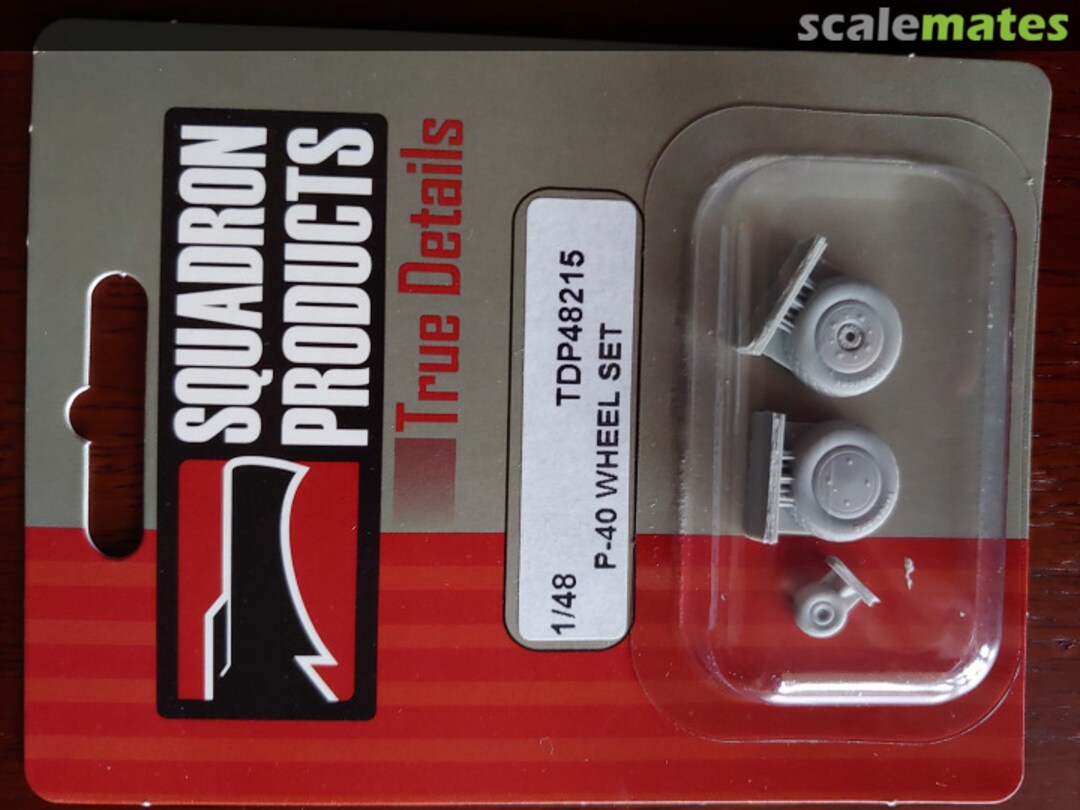 scalemates
SQUADRON
PRODUCTS
True Details
1/48 TDP48215
P-40 WHEEL SET